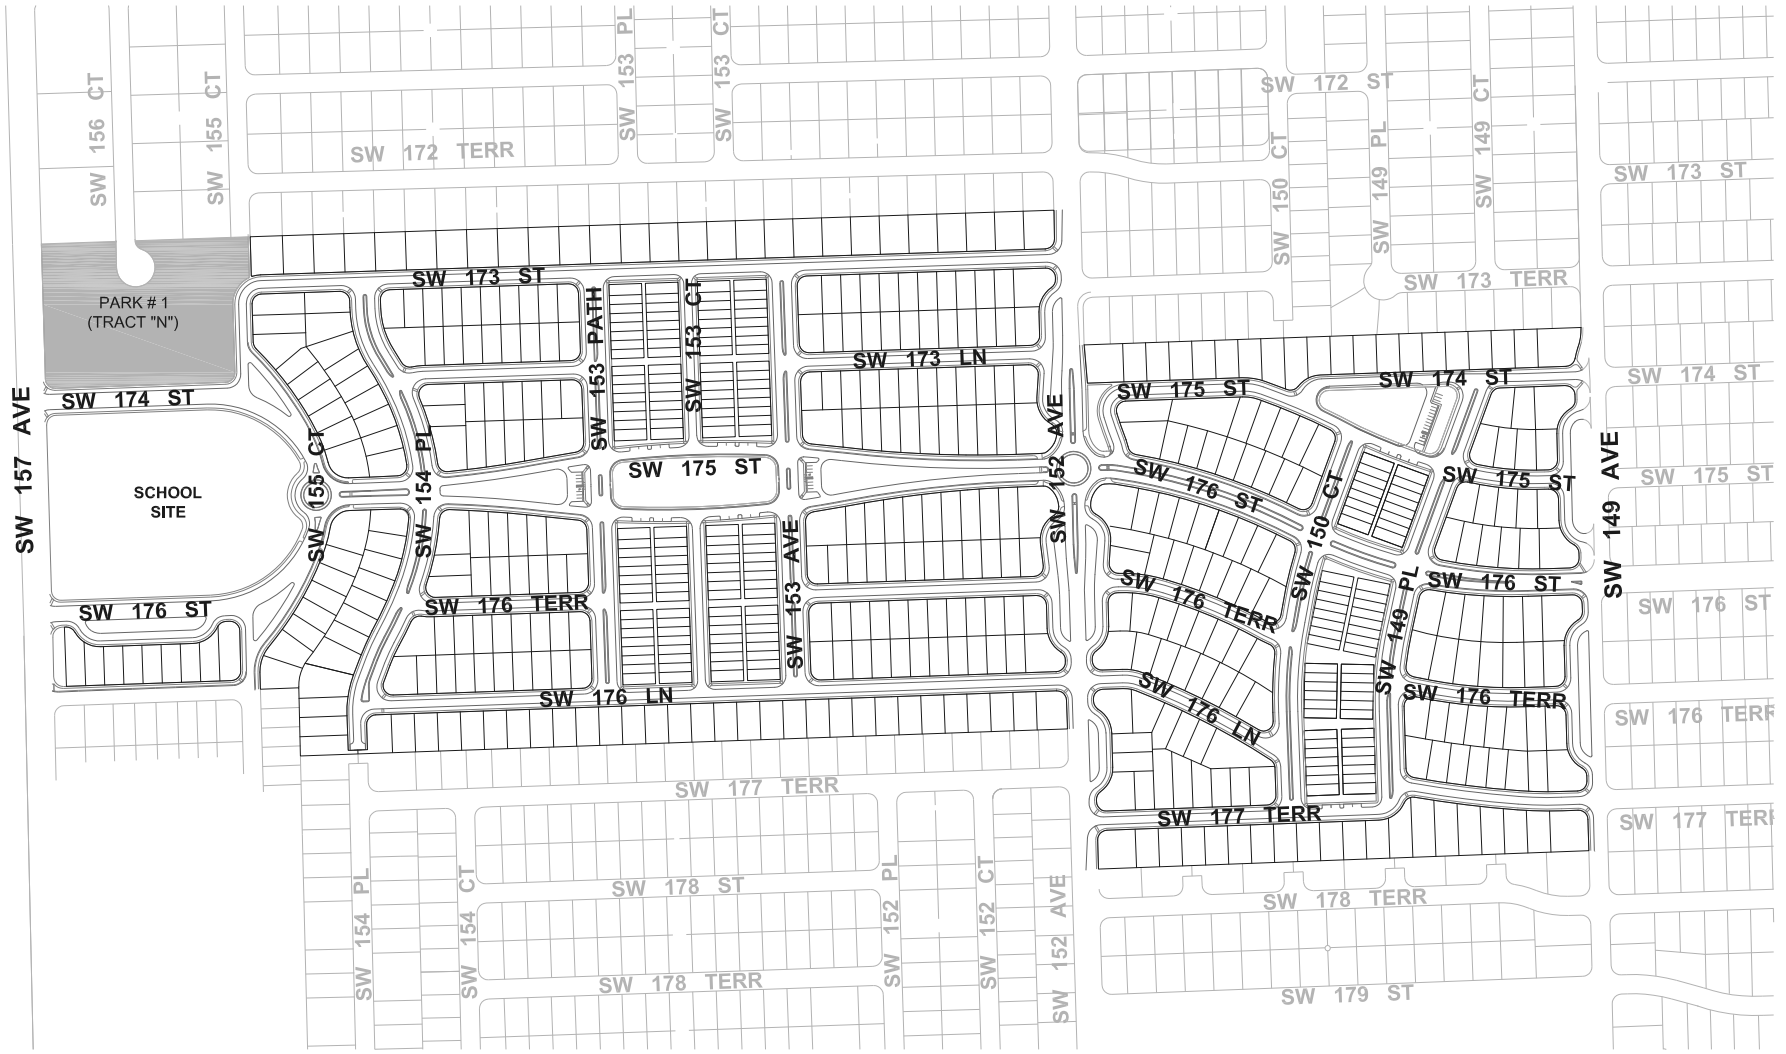 SW 153 PL
SW 153 CT
SW 156 CT
SW 155 CT
SW 172 TERR
SW 172 ST
SW 150 CT
SW 149 PL
SW 149 CT
SW 173 ST
SW 173 TERR
PARK # 1
(TRACT "N")
SW 173 ST
SW 153 PATH
SW 153 CT
SW 173 LN
SW 174 ST
SW 157 AVE
SCHOOL
SITE
SW 155 CT
SW 154 PL
SW 175 ST
SW 152 AVE
SW 175 ST
SW 174 ST
SW 174 ST
SW 176 ST
SW 150 CT
SW 175 ST
SW 149 AVE
SW 175 ST
SW 176 ST
SW 176 TERR
SW 153 AVE
SW 176 TERR
SW 149 PL
SW 176 ST
SW 176 ST
SW 176 LN
SW 176 LN
SW 176 TERR
SW 176 TERR
SW 177 TERR
SW 177 TERR
SW 177 TERR
SW 154 PL
SW 154 CT
SW 178 ST
SW 152 PL
SW 152 CT
SW 152 AVE
SW 178 TERR
SW 178 TERR
SW 179 ST